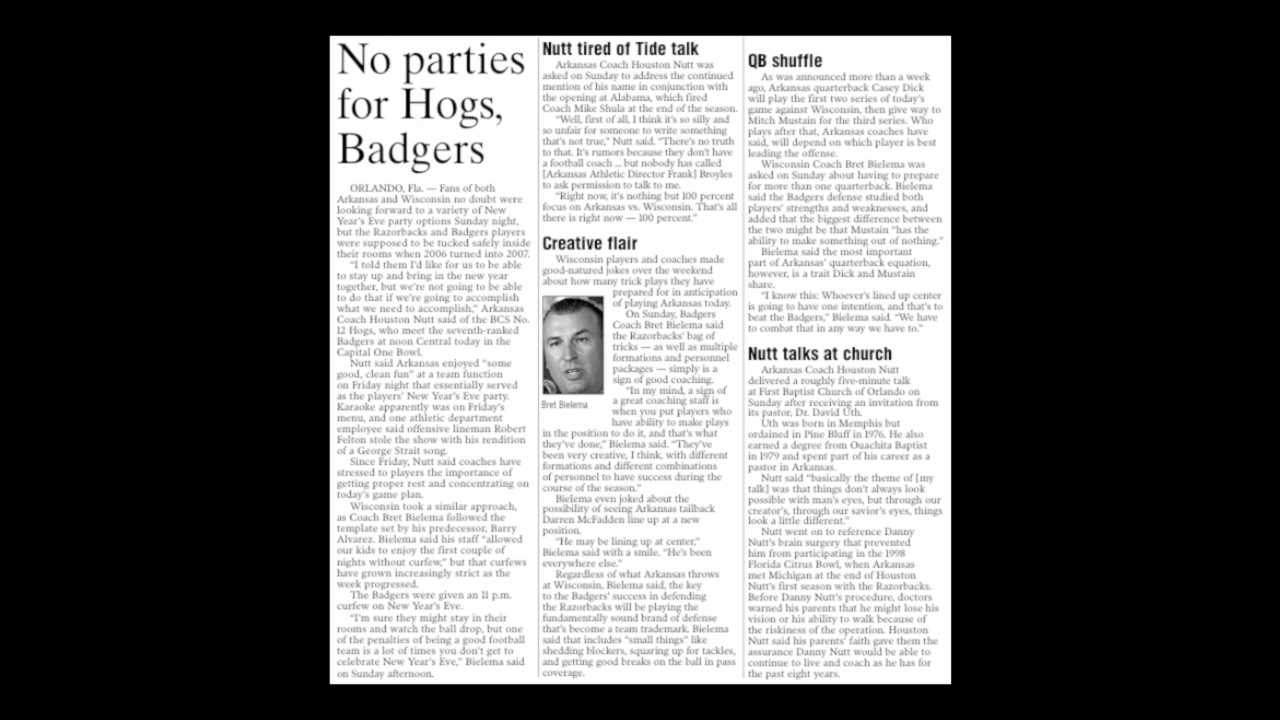 No parties
for Hogs,
Badgers
ORLANDO, Fla. — Fans of both
Arkansas and Wisconsin no doubt were
looking forward to a variety of New
Year's Eve party options Sunday night,
but the Razorbacks and Badgers players
were supposed to be tucked safely inside
their rooms when 2006 turned into 2007.
"I told them I'd like for us to be able
to stay up and bring in the new year
together, but we're not going to be able
to do that if we're going to accomplish
what we need to accomplish," Arkansas
Coach Houston Nutt said of the BCS No.
12 Hogs, who meet the seventh-ranked
Badgers at noon Central today in the
Capital One Bowl.
Nutt said Arkansas enjoyed "some
good, clean fun" at a team function
on Friday night that essentially served
as the players' New Year's Eve party.
Karaoke apparently was on Friday's
menu, and one athletic department
employee said offensive lineman Robert
Felton stole the show with his rendition
of a George Strait song.
Since Friday, Nutt said coaches have
stressed to players the importance of
getting proper rest and concentrating on
today's game plan.
Wisconsin took a similar approach,
as Coach Bret Bielema followed the
template set by his predecessor, Barry
Alvarez. Bielema said his staff "allowed
our kids to enjoy the first couple of
nights without curfew," but that curfews
have grown increasingly strict as the
week progressed.
The Badgers were given an 11 p.m.
curfew on New Year's Eve.
"I'm sure they might stay in their
rooms and watch the ball drop, but one
of the penalties of being a good football
team is a lot of times you don't get to
celebrate New Year's Eve," Bielema said
on Sunday afternoon.
Nutt tired of Tide talk
Arkansas Coach Houston Nutt was
asked on Sunday to address the continued
mention of his name in conjunction with
the opening at Alabama, which fired
Coach Mike Shula at the end of the season.
"Well, first of all, I think it's so silly and
so unfair for someone to write something
that's not true," Nutt said. "There's no truth
to that. It's rumors because they don't have
a football coach ... but nobody has called
[Arkansas Athletic Director Frank] Broyles
to ask permission to talk to me.
"Right now, it's nothing but 100 percent
focus on Arkansas vs. Wisconsin. That's all
there is right now — 100 percent."
Creative flair
Wisconsin players and coaches made
good-natured jokes over the weekend
about how many trick plays they have
prepared for in anticipation
of playing Arkansas today.
On Sunday, Badgers
Coach Bret Bielema said
the Razorbacks' bag of
tricks — as well as multiple
formations and personnel
packages — simply is a
sign of good coaching.
"In my mind, a sign of
a great coaching staff is
when you put players who
have ability to make plays
Bret Bielema
in the position to do it, and that's what
they've done," Bielema said. "They've
been very creative, I think, with different
formations and different combinations
of personnel to have success during the
course of the season."
Bielema even joked about the
possibility of seeing Arkansas tailback
Darren McFadden line up at a new
position.
"He may be lining up at center,"
Bielema said with a smile. "He's been
everywhere else."
Regardless of what Arkansas throws
at Wisconsin, Bielema said, the key
to the Badgers' success in defending
the Razorbacks will be playing the
fundamentally sound brand of defense
that's become a team trademark. Bielema
said that includes "small things" like
shedding blockers, squaring up for tackles,
and getting good breaks on the ball in pass
coverage.
QB shuffle
As was announced more than a week
ago, Arkansas quarterback Casey Dick
will play the first two series of today's
game against Wisconsin, then give way to
Mitch Mustain for the third series. Who
plays after that, Arkansas coaches have
said, will depend on which player is best
leading the offense.
Wisconsin Coach Bret Bielema was
asked on Sunday about having to prepare
for more than one quarterback. Bielema
said the Badgers defense studied both
players' strengths and weaknesses, and
added that the biggest difference between
the two might be that Mustain "has the
ability to make something out of nothing."
Bielema said the most important
part of Arkansas' quarterback equation,
however, is a trait Dick and Mustain
share.
"I know this: Whoever's lined up center
is going to have one intention, and that's to
beat the Badgers," Bielema said. "We have
to combat that in any way we have to."
Nutt talks at church
Arkansas Coach Houston Nutt
delivered a roughly five-minute talk
at First Baptist Church of Orlando on
Sunday after receiving an invitation from
its pastor, Dr. David Uth.
Uth was born in Memphis but
ordained in Pine Bluff in 1976. He also
earned a degree from Ouachita Baptist
in 1979 and spent part of his career as a
pastor in Arkansas.
Nutt said "basically the theme of [my
talk] was that things don't always look
possible with man's eyes, but through our
creator's, through our savior's eyes, things
look a little different."
Nutt went on to reference Danny
Nutt's brain surgery that prevented
him from participating in the 1998
Florida Citrus Bowl, when Arkansas
met Michigan at the end of Houston
Nutt's first season with the Razorbacks.
Before Danny Nutt's procedure, doctors
warned his parents that he might lose his
vision or his ability to walk because of
the riskiness of the operation. Houston
Nutt said his parents' faith gave them the
assurance Danny Nutt would be able to
continue to live and coach as he has for
the past eight years.